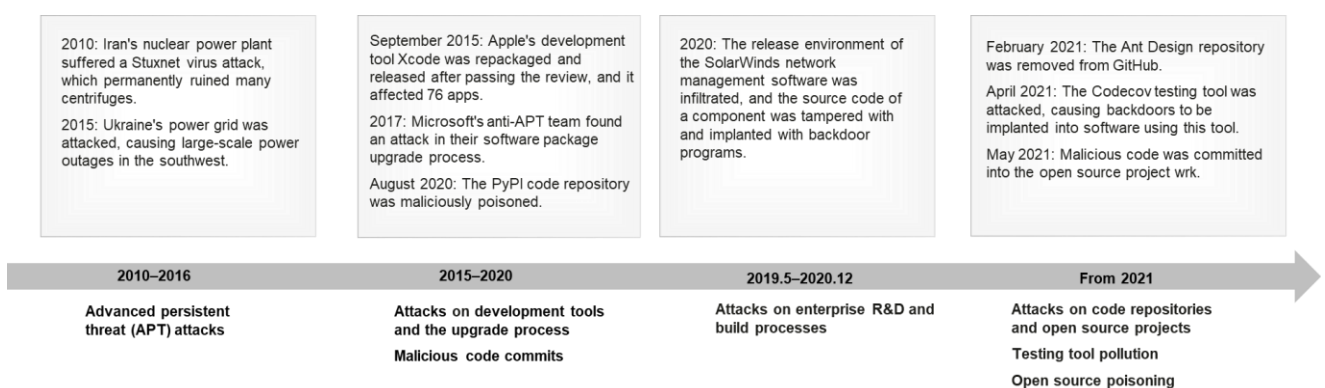 2010: Iran's nuclear power plant
suffered a Stuxnet virus attack,
which permanently ruined many
centrifuges.
2015: Ukraine's power grid was
attacked, causing large-scale power
outages in the southwest.
September 2015: Apple's development
tool Xcode was repackaged and
released after passing the review, and it
affected 76 apps.
2017: Microsoft's anti-APT team found
an attack in their software package
upgrade process.
August 2020: The PyPI code repository
was maliciously poisoned.
2020: The release environment of
the SolarWinds network
management software was
infiltrated, and the source code of
a component was tampered with
and implanted with backdoor
programs.
February 2021: The Ant Design repository
was removed from GitHub.
April 2021: The Codecov testing tool was
attacked, causing backdoors to be
implanted into software using this tool.
May 2021: Malicious code was committed
into the open source project wrk.
2010–2016
2015–2020
2019.5–2020.12
From 2021
Advanced persistent
threat (APT) attacks
Attacks on development tools
and the upgrade process
Malicious code commits
Attacks on enterprise R&D and
build processes
Attacks on code repositories
and open source projects
Testing tool pollution
Open source poisoning